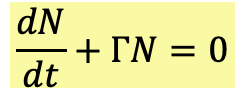 dN/dt + ΓN = 0